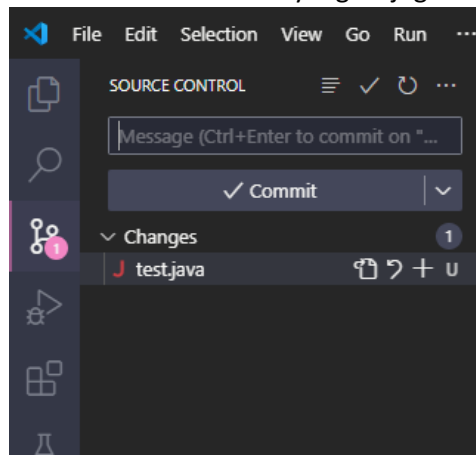 File Edit Selection View Go Run ...
SOURCE CONTROL
Message (Ctrl+Enter to commit on "...
Commit
Changes 1
1
J test.java U